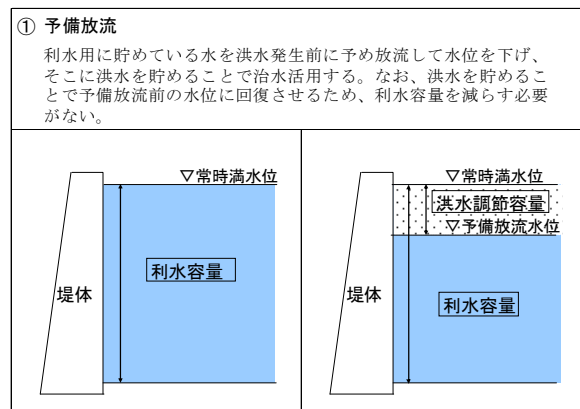 ① 予備放流
利水用に貯めている水を洪水発生前に予め放流して水位を下げ、
そこに洪水を貯めることで治水活用する。なお、洪水を貯めるこ
とで予備放流前の水位に回復させるため、利水容量を減らす必要
がない。
▽常時満水位
利水容量
堤体
▽常時満水位
洪水調節容量
▽予備放流水位
利水容量
堤体